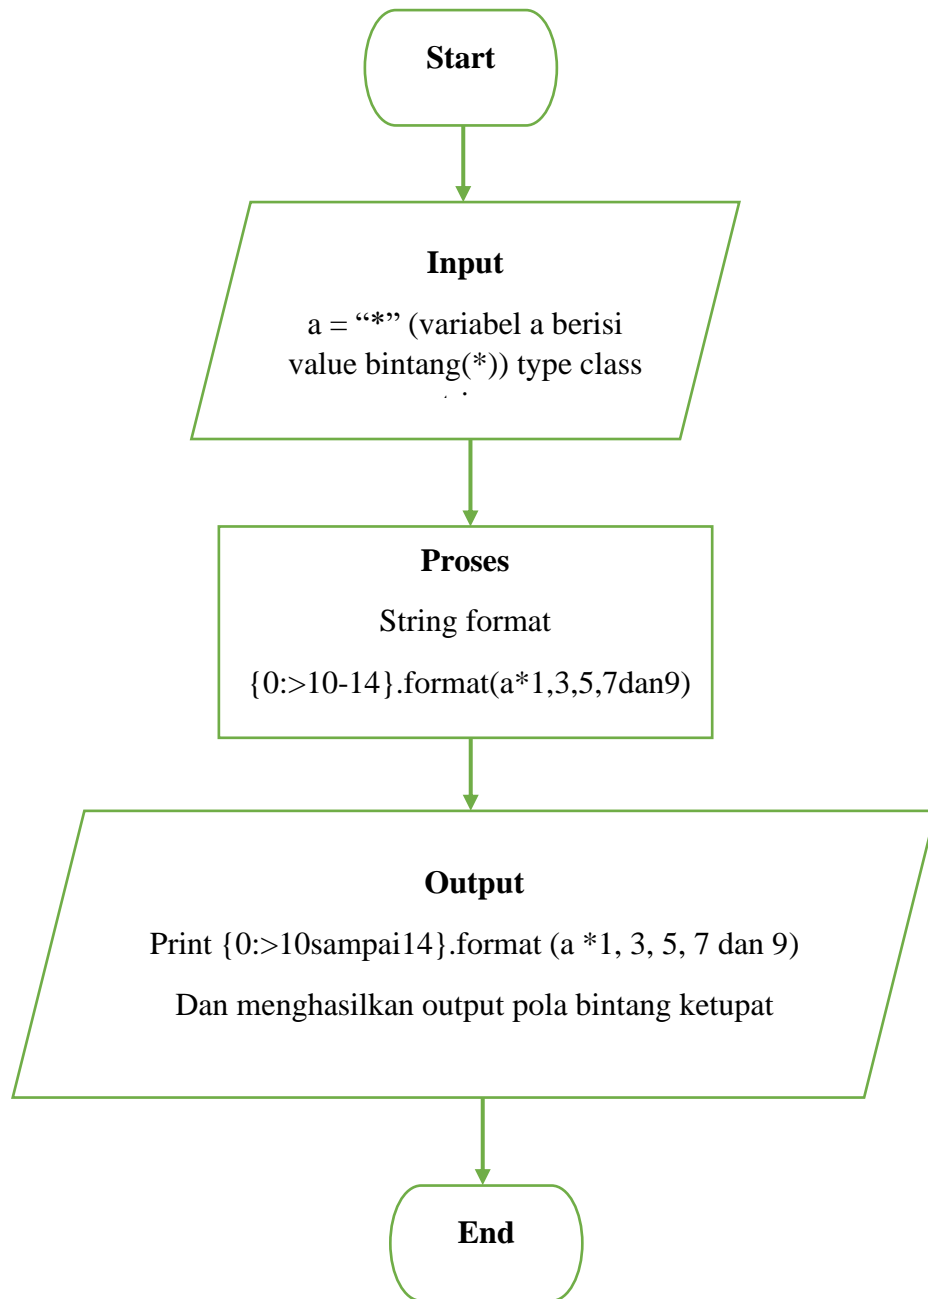 Start
Input
a = “*” (variabel a berisi
value bintang(*)) type class
Proses
String format
{0:>10-14}.format(a*1,3,5,7dan9)
Output
Print {0:>10sampai14}.format (a *1, 3, 5, 7 dan 9)
Dan menghasilkan output pola bintang ketupat
End